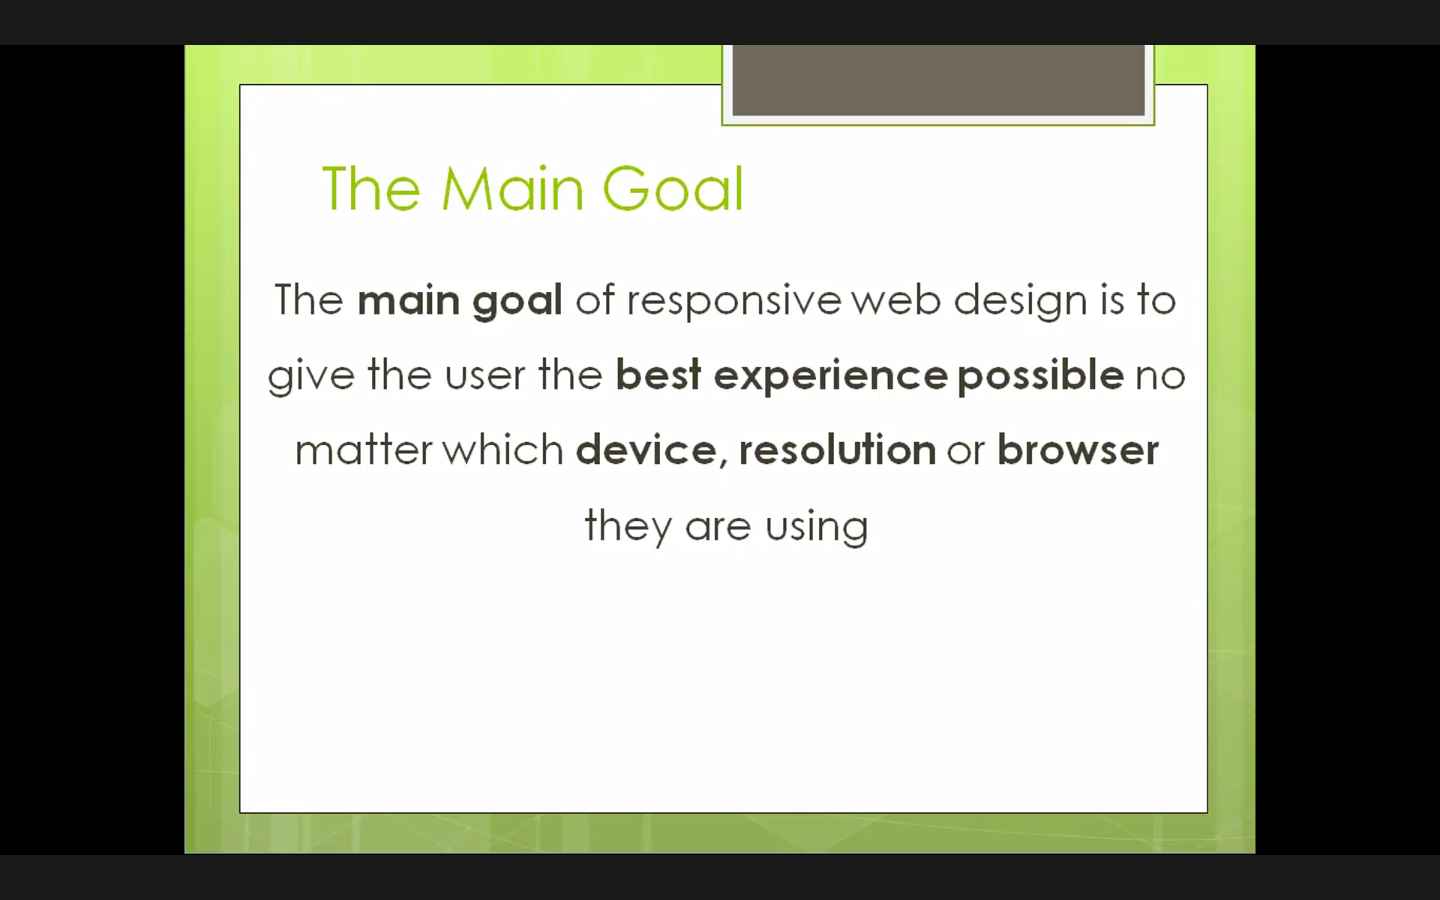 The Main Goal
The main goal of responsive web design is to
give the user the best experience possible no
matter which device, resolution or browser
they are using